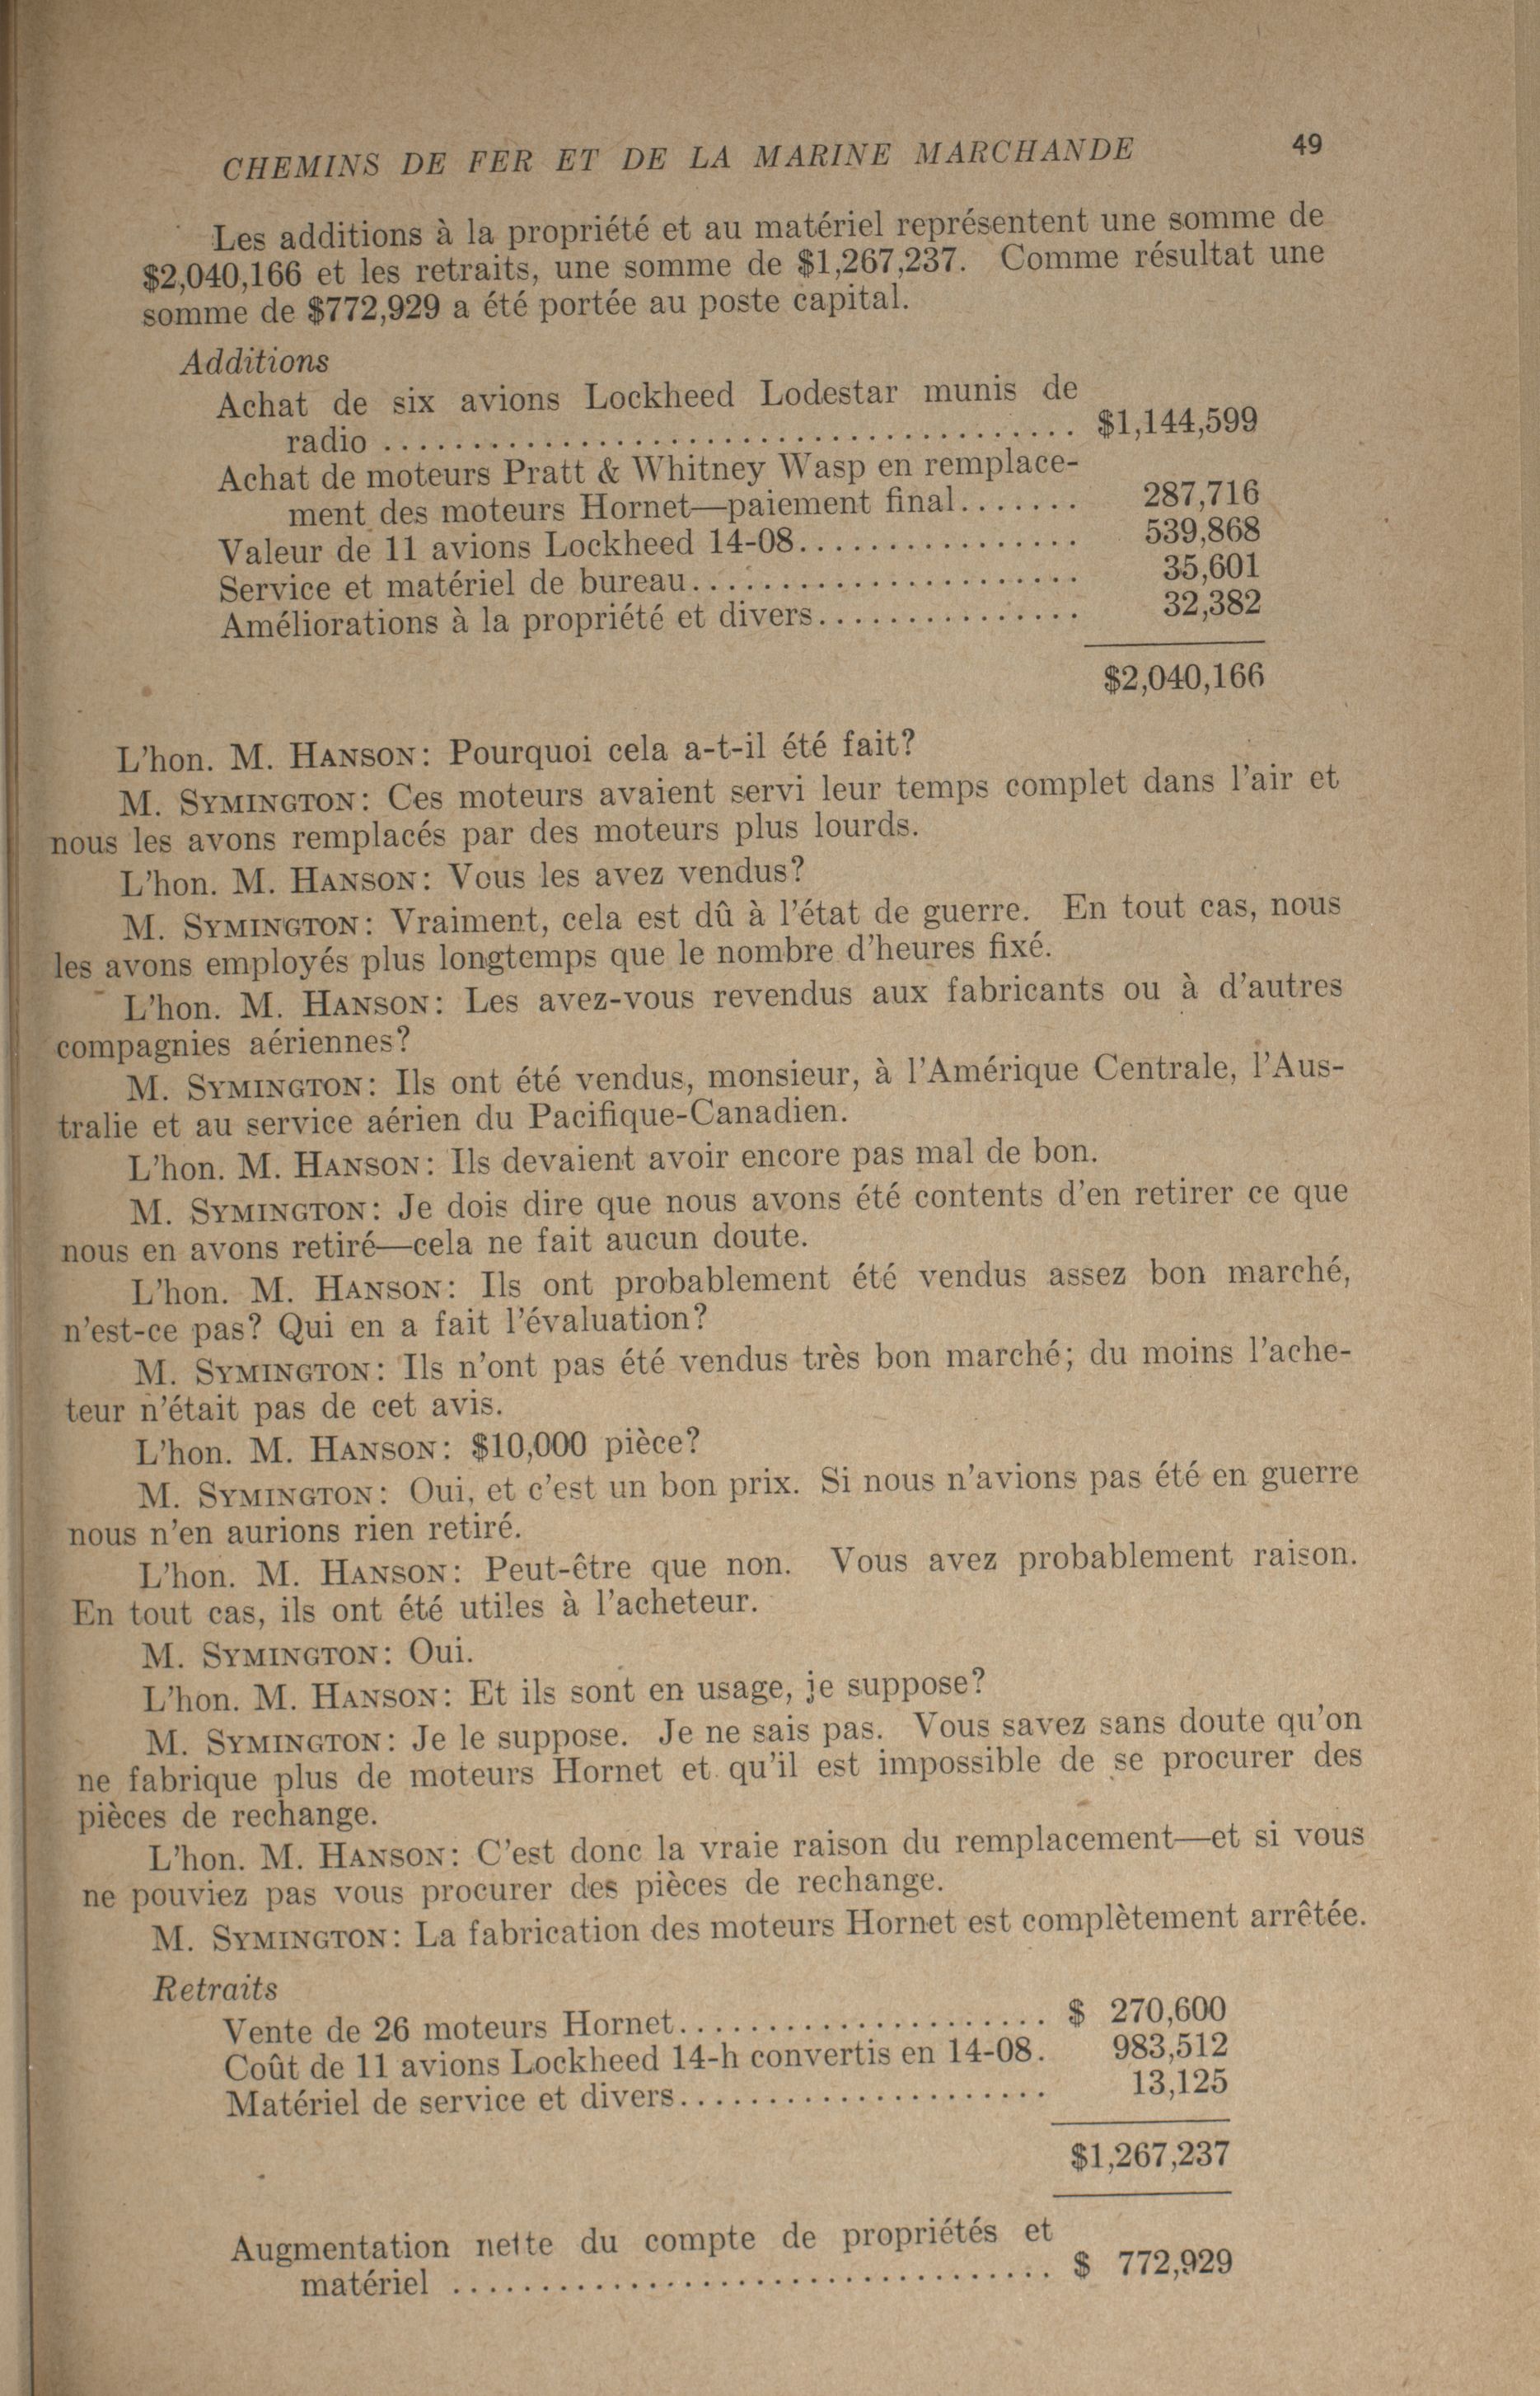 CHEMINS DE FER ET DE LA MARINE MARCHANDE 49
Les additions à la propriété et au matériel représentent une somme de
$2,040,166 et les retraits, une somme de $1,267,237. Comme résultat une
somme de $772,929 a été portée au poste capital.
Additions
Achat de six avions Lockheed Lodestar munis de
radio ....................................... $1,144,599
Achat de moteurs Pratt & Whitney Wasp en remplace-
ment des moteurs Hornet—paiement final....... 287,716
Valeur de 11 avions Lockheed 14-08................ 539,868
Service et matériel de bureau...................... 35,601
Améliorations à la propriété et divers............... 32,382
$2,040,166
L'hon. M. HANSON: Pourquoi cela a-t-il été fait?
M. SYMINGTON: Ces moteurs avaient servi leur temps complet dans l'air et
nous les avons remplacés par des moteurs plus lourds.
L'hon. M. HANSON: Vous les avez vendus?
M. SYMINGTON: Vraiment, cela est dû à l'état de guerre. En tout cas, nous
les avons employés plus longtemps que le nombre d'heures fixé.
L'hon. M. HANSON: Les avez-vous revendus aux fabricants ou à d'autres
compagnies aériennes?
M. SYMINGTON: Ils ont été vendus, monsieur, à l'Amérique Centrale, l'Aus-
tralie et au service aérien du Pacifique-Canadien.
L'hon. M. HANSON: Ils devaient avoir encore pas mal de bon.
M. SYMINGTON: Je dois dire que nous avons été contents d'en retirer ce que
nous en avons retiré—cela ne fait aucun doute.
L'hon. M. HANSON: Ils ont probablement été vendus assez bon marché,
n'est-ce pas? Qui en a fait l'évaluation?
M. SYMINGTON: Ils n'ont pas été vendus très bon marché; du moins l'ache-
teur n'était pas de cet avis.
L'hon. M. HANSON: $10,000 pièce?
M. SYMINGTON: Oui, et c'est un bon prix. Si nous n'avions pas été en guerre
nous n'en aurions rien retiré.
L'hon. M. HANSON: Peut-être que non. Vous avez probablement raison.
En tout cas, ils ont été utiles à l'acheteur.
M. SYMINGTON: Oui.
L'hon. M. HANSON: Et ils sont en usage, je suppose?
M. SYMINGTON: Je le suppose. Je ne sais pas. Vous savez sans doute qu'on
ne fabrique plus de moteurs Hornet et qu'il est impossible de se procurer des
pièces de rechange.
L'hon. M. HANSON: C'est donc la vraie raison du remplacement—et si vous
ne pouviez pas vous procurer des pièces de rechange.
M. SYMINGTON: La fabrication des moteurs Hornet est complètement arrêtée.
Retraits
Vente de 26 moteurs Hornet..................... $ 270,600
Coût de 11 avions Lockheed 14-h convertis en 14-08. 983,512
Matériel de service et divers..................... 13,125
$1,267,237
Augmentation nette du compte de propriétés et
matériel .................................. $ 772,929